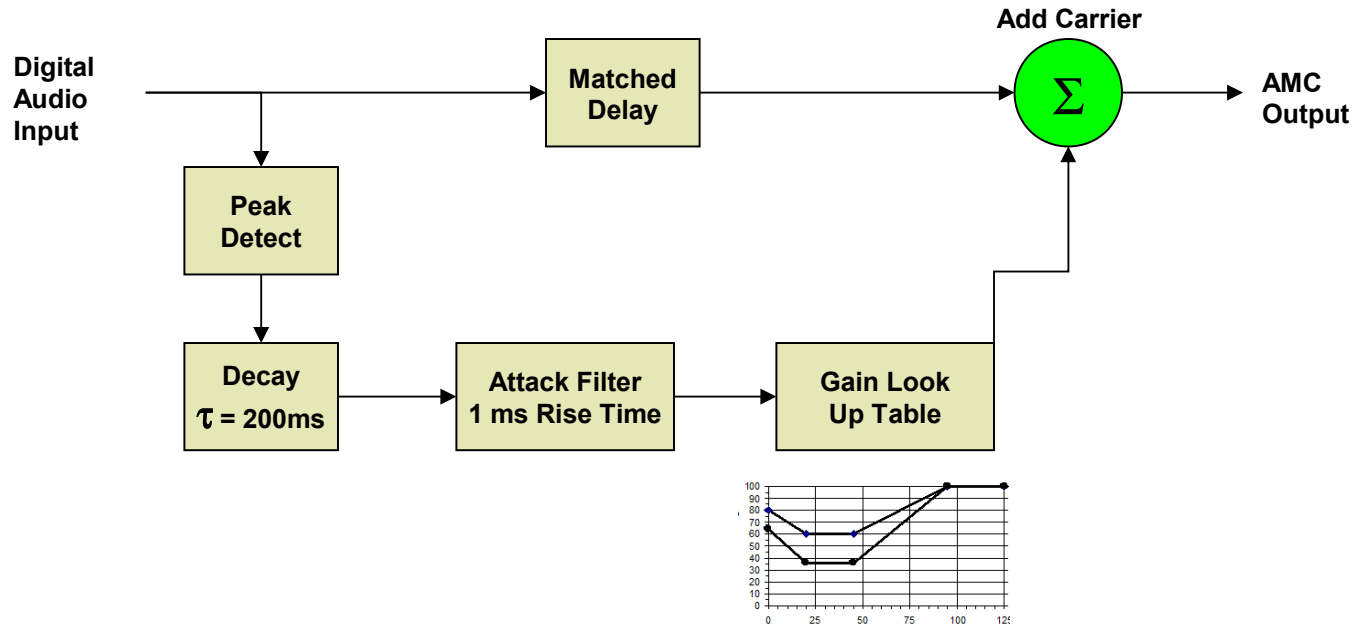 Add Carrier
Digital
Audio
Input
Matched
Delay
Σ
AMC
Output
Peak
Detect
Decay
τ = 200ms
Attack Filter
1 ms Rise Time
Gain Look
Up Table
100
90
80
70
60
50
40
30
20
10
0
0 25 50 75 100 125